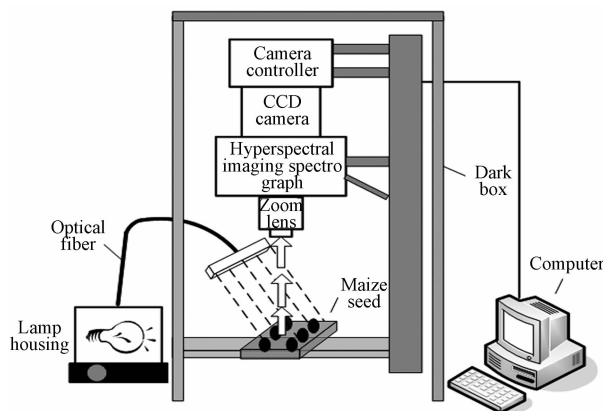 Camera
controller
CCD
camera
Hyperspectral
imaging spectro
graph
Zoom
lens
Optical
fiber
Lamp
housing
Maize
seed
Dark
box
Computer